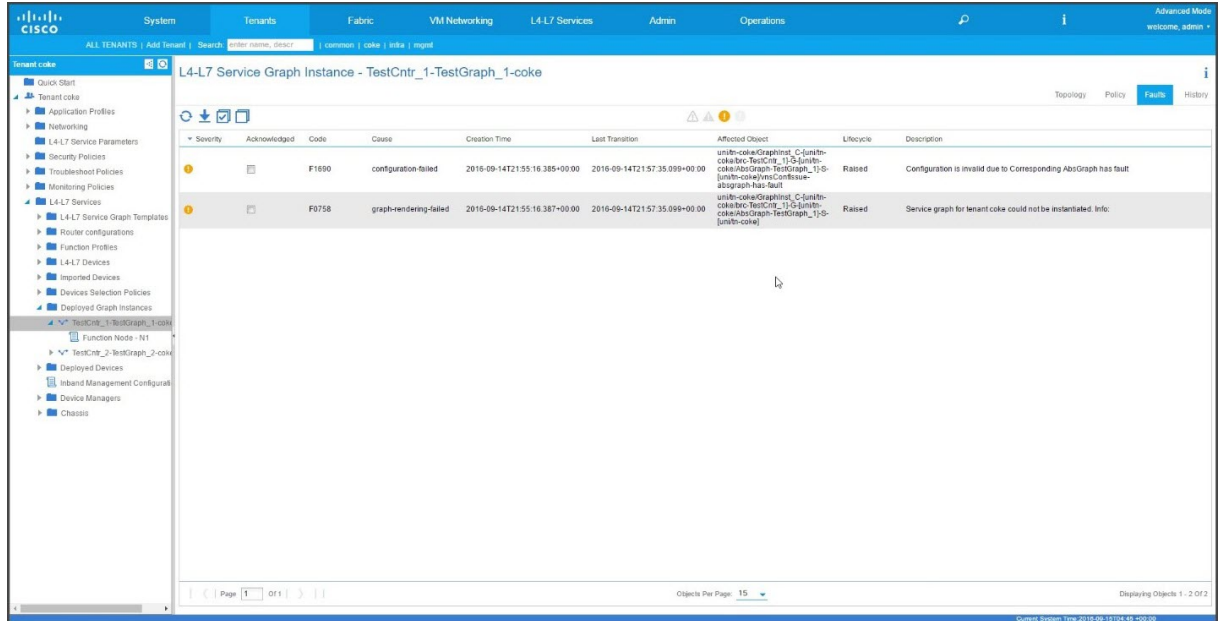 cisco
System
Tenants
Fabric
VM Networking
L4-L7 Services
Admin
Operations
Advanced Mode
welcome, admin
ALL TENANTS | Add Tenant | Search: enter name, descr | common | coke | infra | mgmt
Tenant coke
Quick Start
Tenant coke
Application Profiles
Networking
L4-L7 Service Parameters
Security Policies
Troubleshoot Policies
Monitoring Policies
L4-L7 Services
L4-L7 Service Graph Templates
Router configurations
Function Profiles
L4-L7 Devices
Imported Devices
Devices Selection Policies
Deployed Graph Instances
TestCntr_1-TestGraph_1-coke
Function Node - N1
TestCntr_2-TestGraph_2-coke
Deployed Devices
Inband Management Configurati
Device Managers
Chassis
L4-L7 Service Graph Instance - TestCntr_1-TestGraph_1-coke
i
Topology Policy Faults History
Severity Acknowledged Code Cause Creation Time Last Transition Affected Object Lifecycle Description
F1690 configuration-failed 2016-09-14T21:55:16.385+00:00 2016-09-14T21:57:35.099+00:00
uni/tn-coke/GraphInst_C-[uni/tn-
coke/brc-TestCntr_1]-G-[uni/tn-
coke/AbsGraph-TestGraph_1]-S-
[uni/tn-coke]/vnsConfIssue-
absgraph-has-fault
Raised Configuration is invalid due to Corresponding AbsGraph has fault
F0758 graph-rendering-failed 2016-09-14T21:55:16.387+00:00 2016-09-14T21:57:35.099+00:00
uni/tn-coke/GraphInst_C-[uni/tn-
coke/brc-TestCntr_1]-G-[uni/tn-
coke/AbsGraph-TestGraph_1]-S-
[uni/tn-coke]
Raised Service graph for tenant coke could not be instantiated. Info:
Page 1 Of 1
Objects Per Page: 15
Displaying Objects 1 - 2 Of 2
Current System Time:2016-09-15T04:45 +00:00